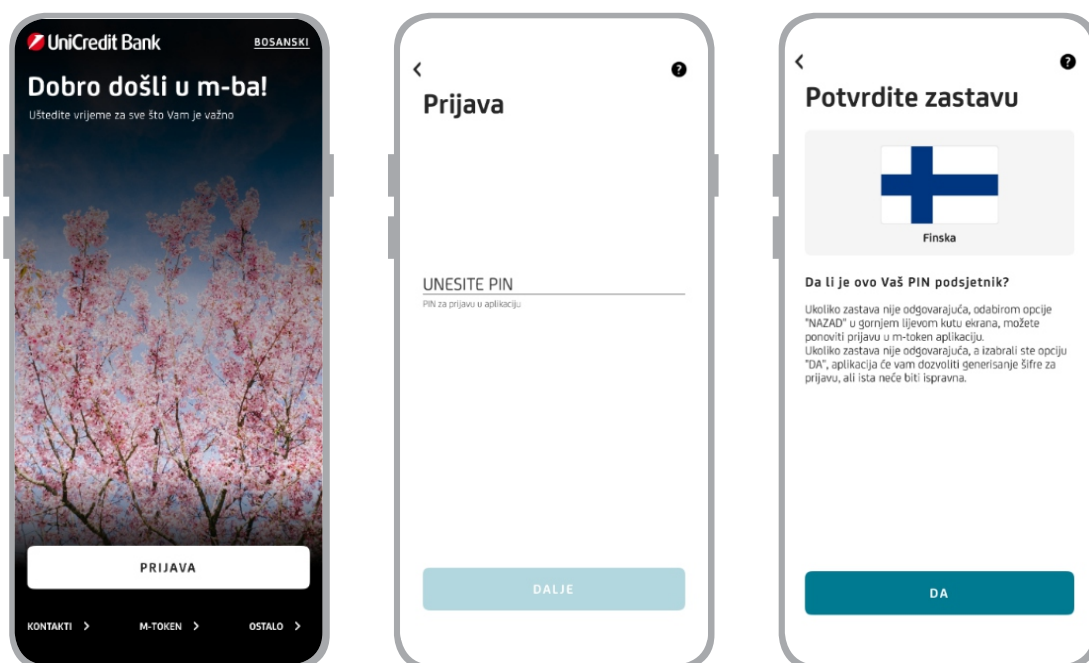 UniCredit Bank
BOSANSKI
Dobro došli u m-ba!
Uštedite vrijeme za sve što Vam je važno
PRIJAVA
KONTAKTI >
M-TOKEN >
OSTALO >
<
?
Prijava
UNESITE PIN
PIN za prijavu u aplikaciju
DALJE
<
?
Potvrdite zastavu
Finska
Da li je ovo Vaš PIN podsjetnik?
Ukoliko zastava nije odgovarajuća, odabirom opcije
"NAZAD" u gornjem lijevom kutu ekrana, možete
ponoviti prijavu u m-token aplikaciju.
Ukoliko zastava nije odgovarajuća, a izabrali ste opciju
"DA", aplikacija će vam dozvoliti generisanje šifre za
prijavu, ali ista neće biti ispravna.
DA